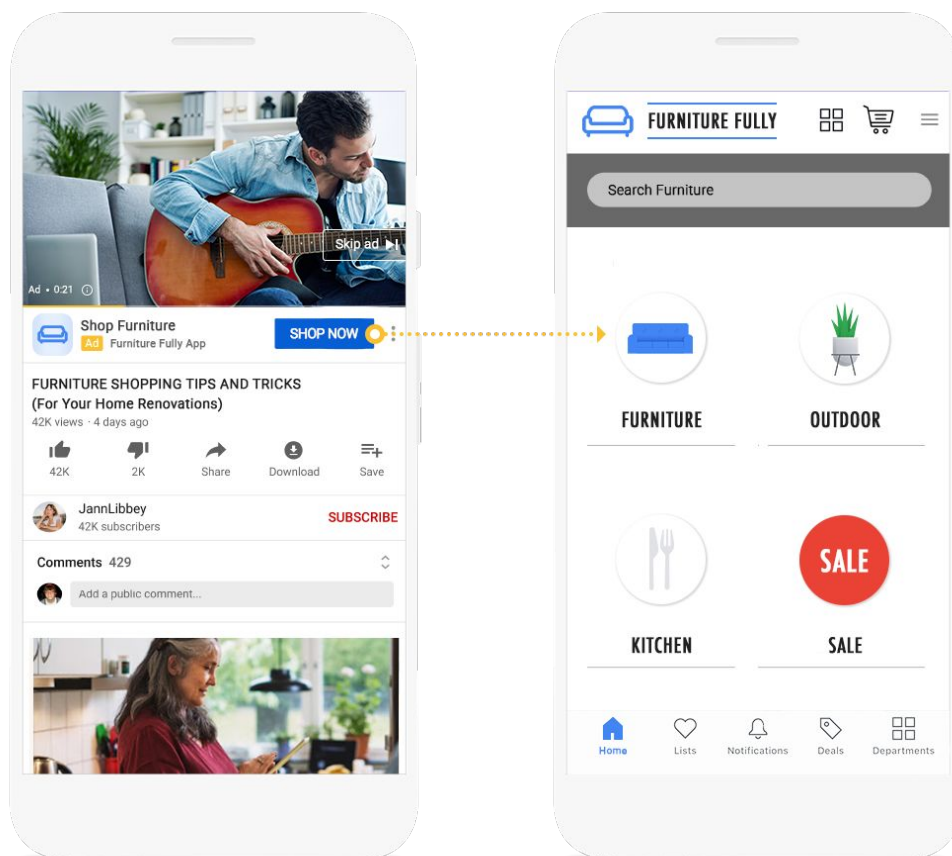 Skip ad
Ad • 0:21
Shop Furniture
Ad Furniture Fully App
SHOP NOW
FURNITURE SHOPPING TIPS AND TRICKS
(For Your Home Renovations)
42K views · 4 days ago
42K 2K Share Download Save
JannLibbey
42K subscribers
SUBSCRIBE
Comments 429
Add a public comment...
FURNITURE FULLY
Search Furniture
FURNITURE OUTDOOR
SALE
KITCHEN SALE
Home Lists Notifications Deals Departments